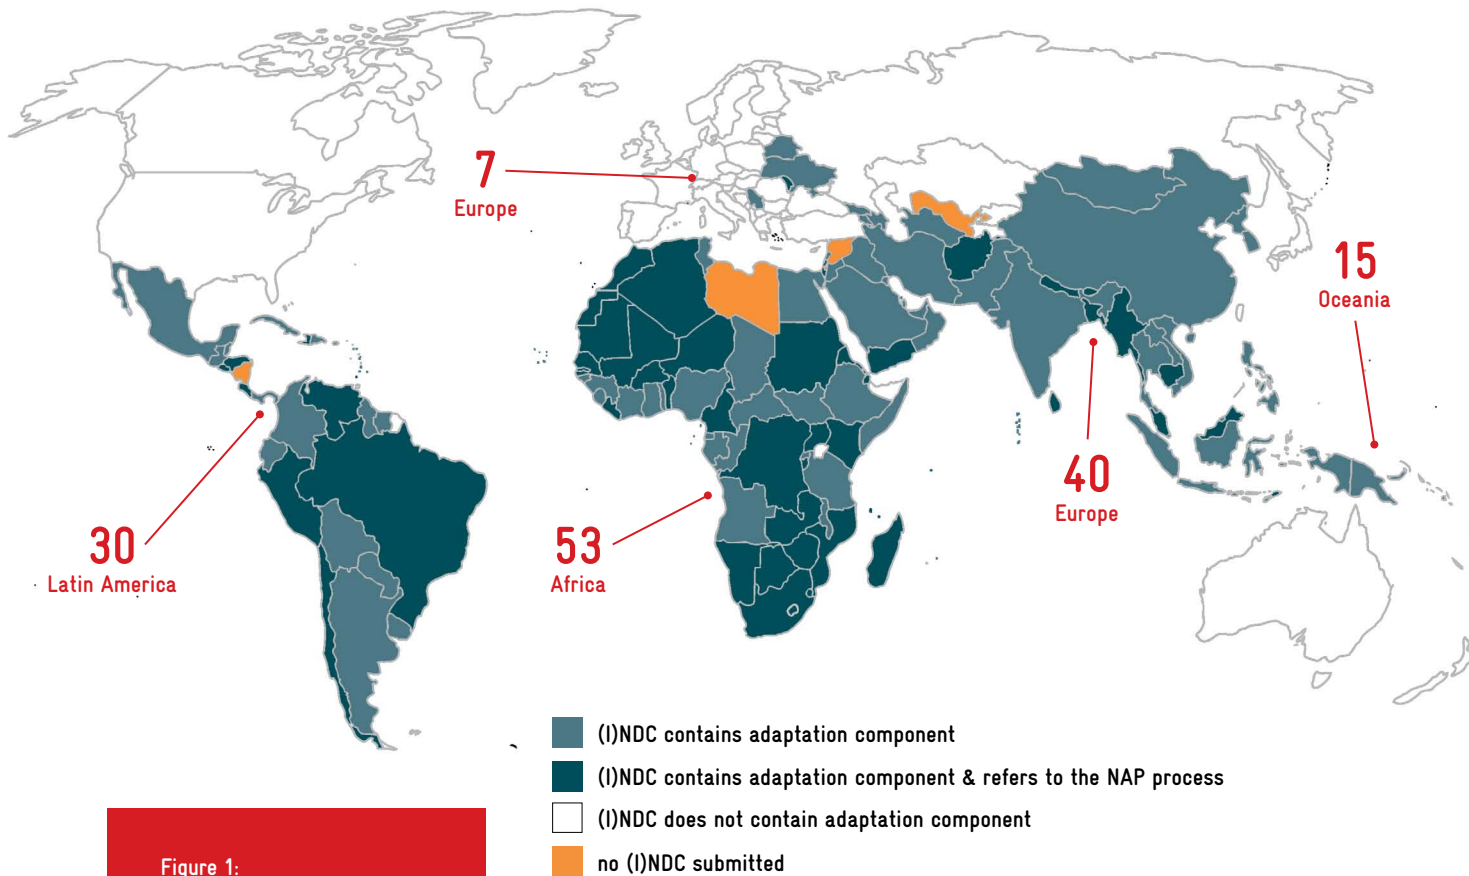 7
Europe
15
Oceania
40
Europe
30
Latin America
53
Africa
(I)NDC contains adaptation component
(I)NDC contains adaptation component & refers to the NAP process
(I)NDC does not contain adaptation component
no (I)NDC submitted
Figure 1: